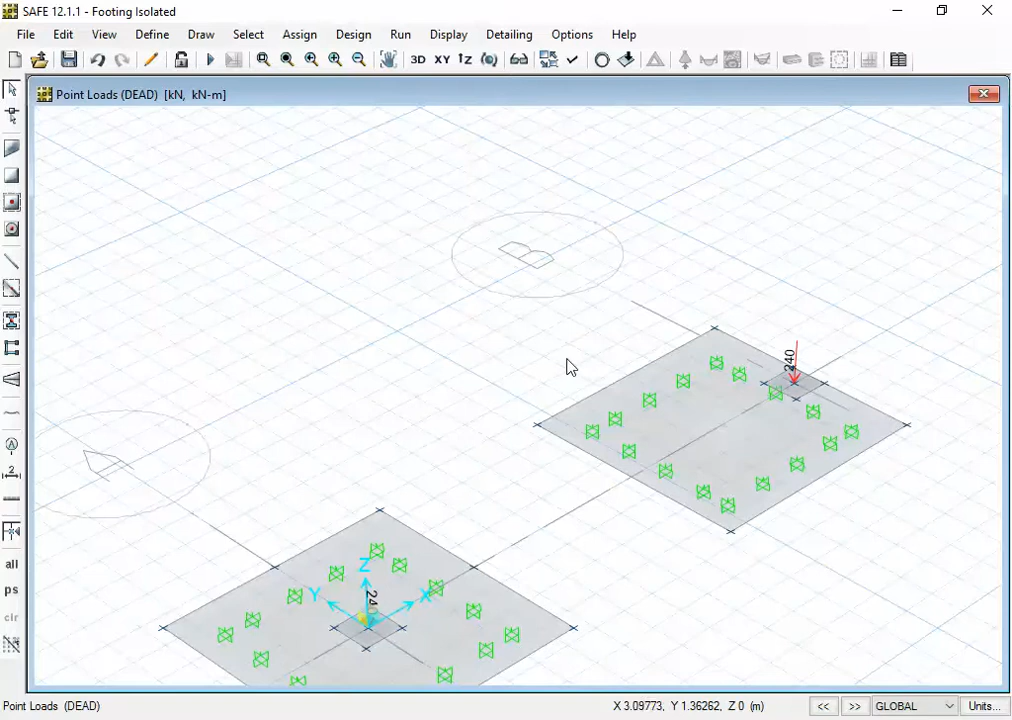 SAFE 12.1.1 - Footing Isolated
File Edit View Define Draw Select Assign Design Run Display Detailing Options Help
3D XY
Point Loads (DEAD) [kN, kN-m]
B
240
A
Z
Y X
240
2
all
ps
clr
Point Loads (DEAD) X 3.09773, Y 1.36262, Z 0 (m) << >> GLOBAL Units...